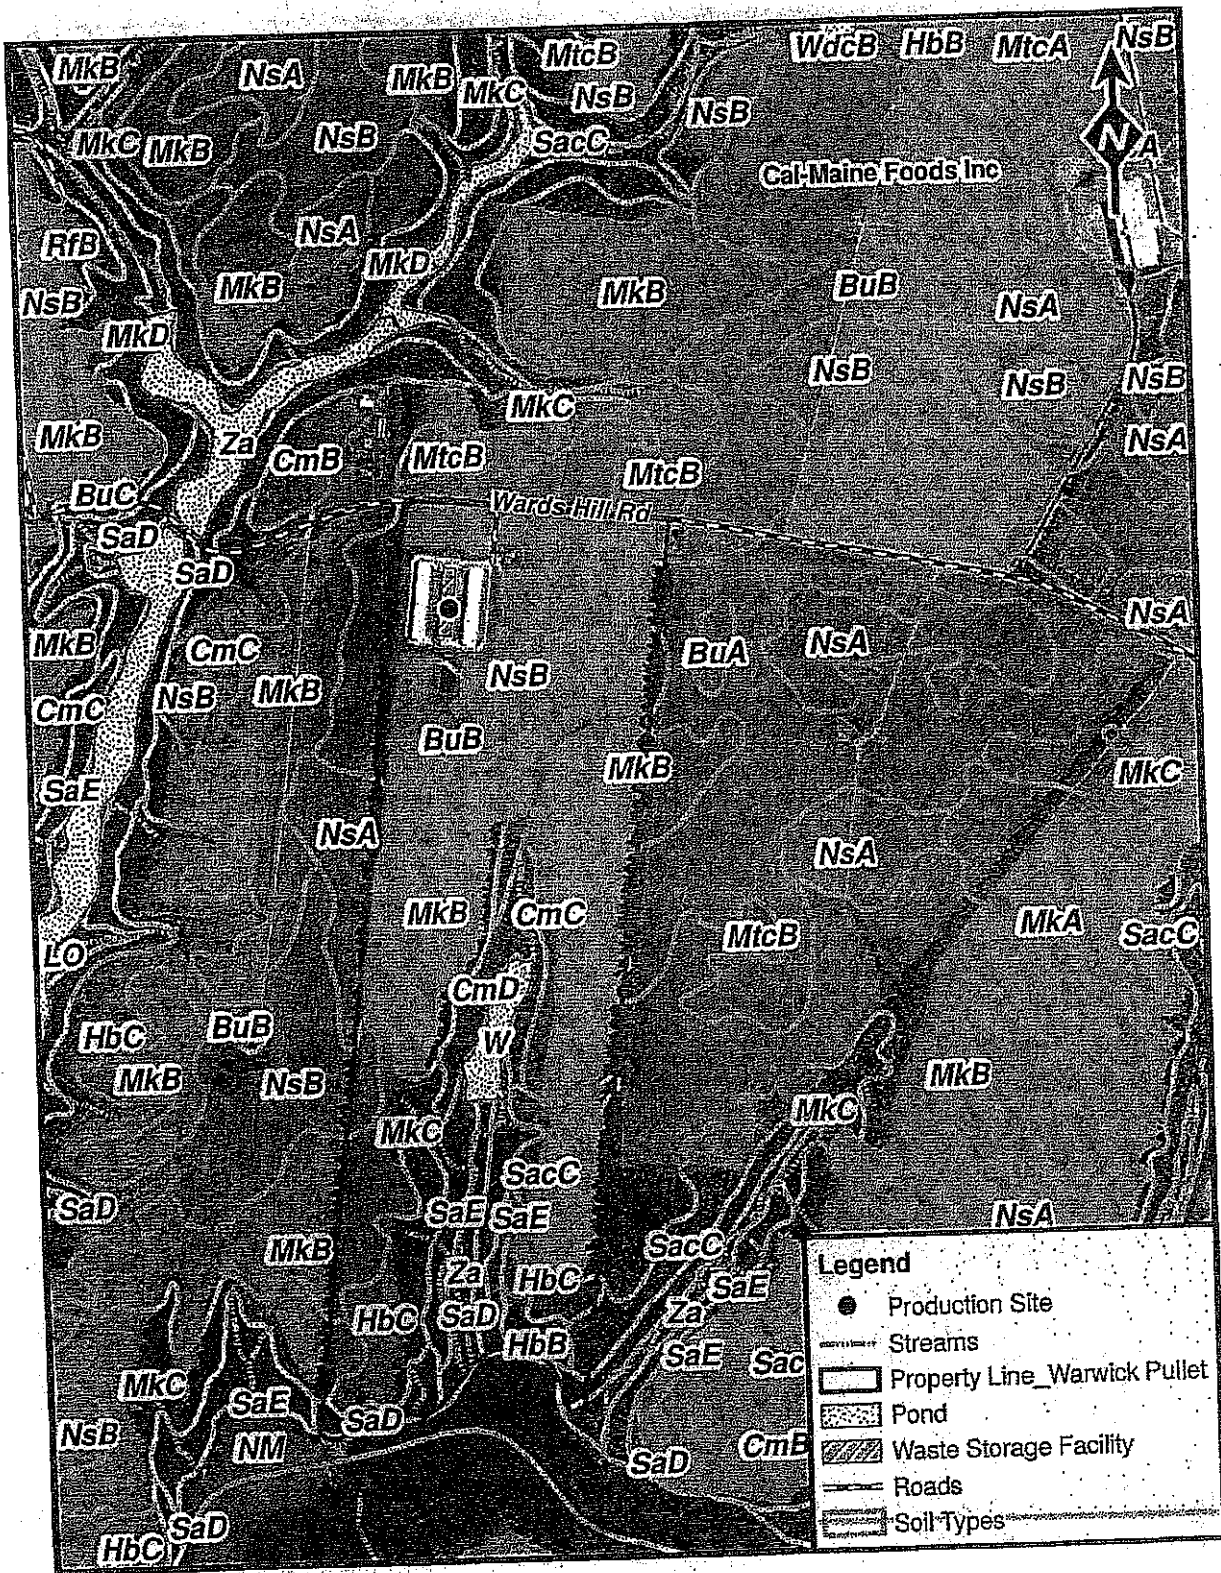 MkB NsA MkB MtcB WdcB HbB MtcA NsB
MkC NsB NsB
MkC MkB NsB SacC N A
Cal-Maine Foods Inc
RfB NsA MkD
NsB MkB MkB BuB NsA
MkD NsB NsB NsB
MkC
MkB Za CmB MtcB MtcB NsA
BuC Wards Hill Rd
SaD SaD
MkB CmC BuA NsA NsA
CmC NsB MkB NsB
BuB
SaE MkB MkC
NsA NsA
MkB CmC MtcB MkA SacC
LO CmD
HbC BuB W
MkB NsB MkB
MkC MkC
SacC
SaD SaE SaE NsA
MkB SacC
Za HbC SaE
HbC SaD Za
HbB
MkC SaE SaE Sac
NsB NM SaD CmB
SaD
SaD
HbC
Legend
Production Site
Streams
Property Line_Warwick Pullet
Pond
Waste Storage Facility
Roads
Soil Types